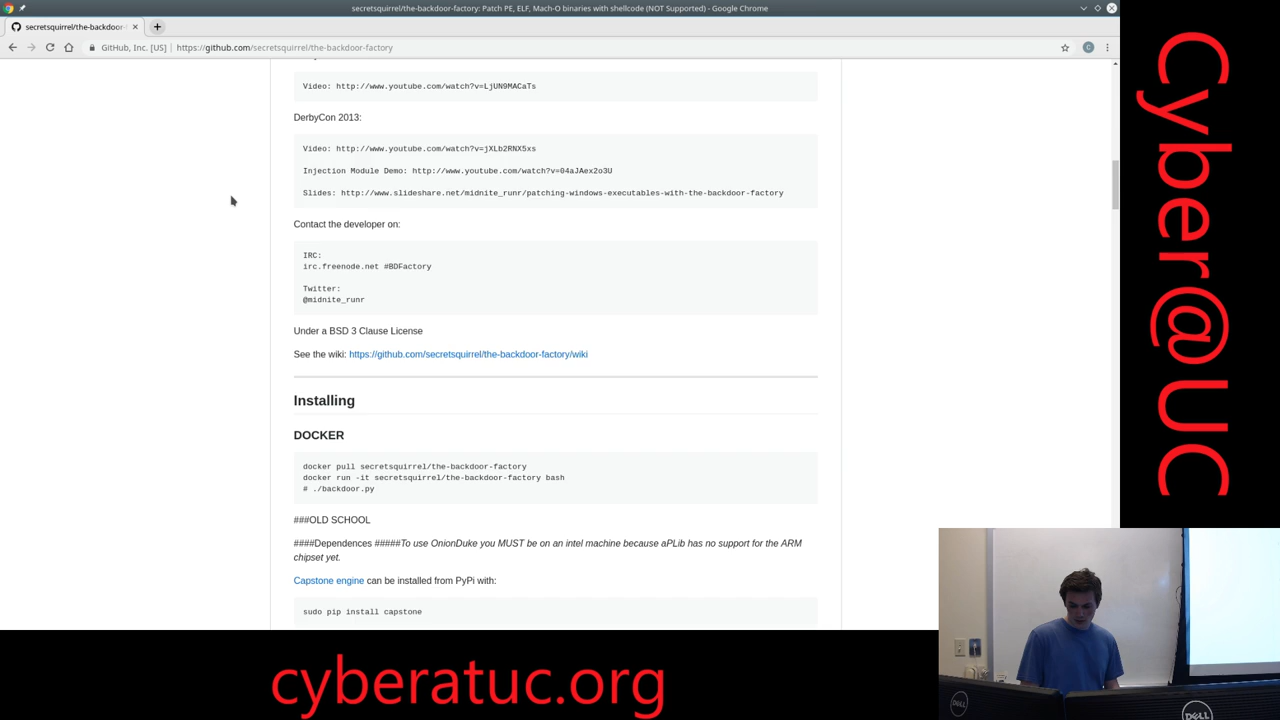 secretsquirrel/the-backdoor-factory: Patch PE, ELF, Mach-O binaries with shellcode (NOT Supported) - Google Chrome
secretsquirrel/the-backdoor-
GitHub, Inc. [US] https://github.com/secretsquirrel/the-backdoor-factory
C
Video: http://www.youtube.com/watch?v=LjUN9MACaTs
DerbyCon 2013:
Video: http://www.youtube.com/watch?v=jXLb2RNX5xs
Injection Module Demo: http://www.youtube.com/watch?v=04aJAex2o3U
Slides: http://www.slideshare.net/midnite_runr/patching-windows-executables-with-the-backdoor-factory
Contact the developer on:
IRC:
irc.freenode.net #BDFactory
Twitter:
@midnite_runr
Under a BSD 3 Clause License
See the wiki: https://github.com/secretsquirrel/the-backdoor-factory/wiki
Installing
DOCKER
docker pull secretsquirrel/the-backdoor-factory
docker run -it secretsquirrel/the-backdoor-factory bash
# ./backdoor.py
###OLD SCHOOL
####Dependences #####To use OnionDuke you MUST be on an intel machine because aPLib has no support for the ARM
chipset yet.
Capstone engine can be installed from PyPi with:
sudo pip install capstone
Cyber@UC
cyberatuc.org
DELL
DELL